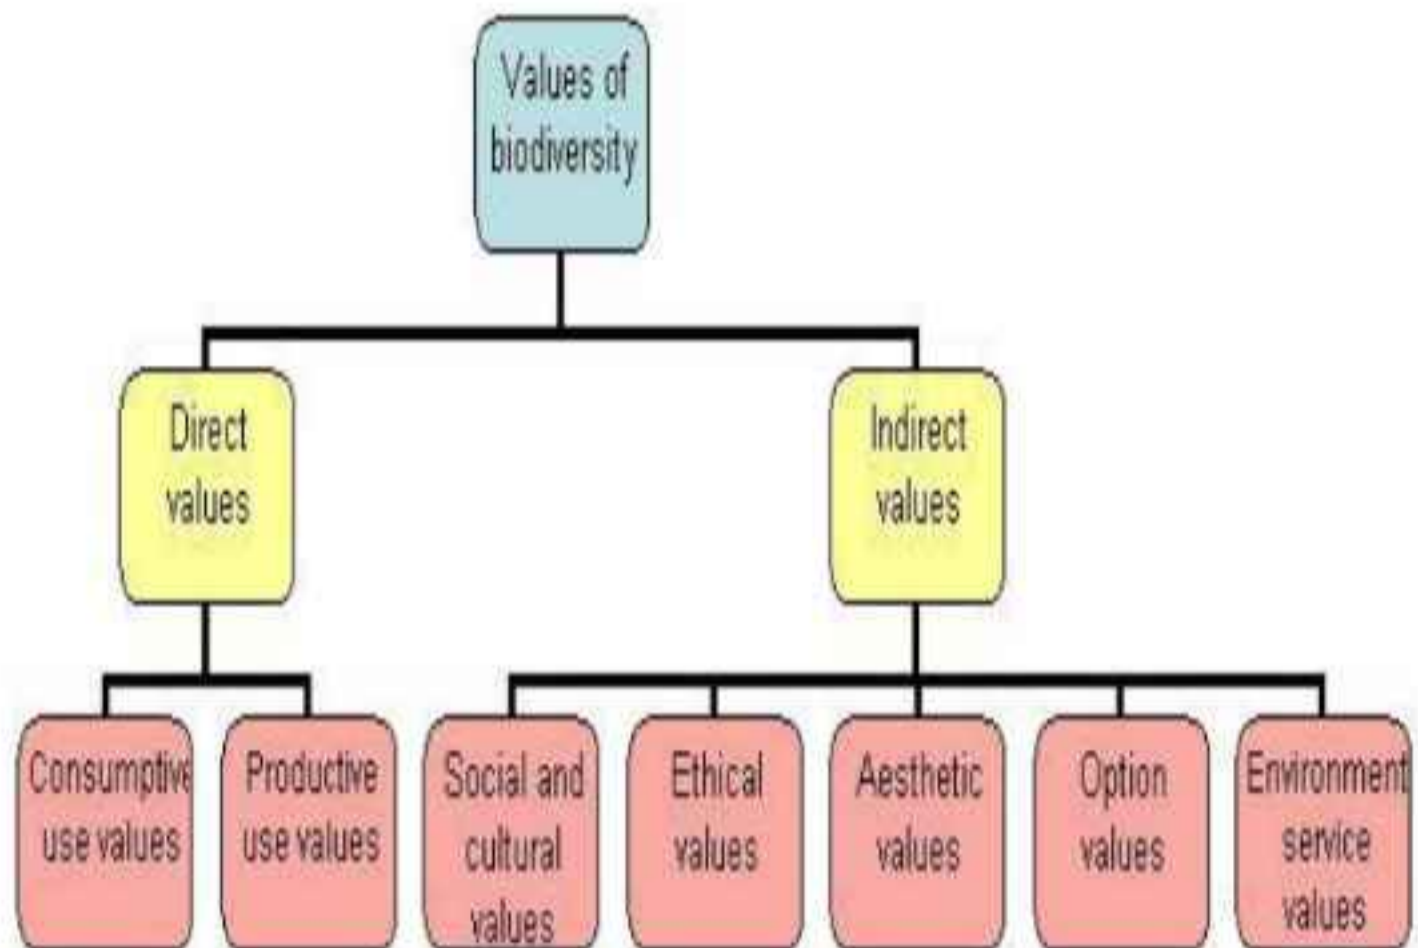 Values of
biodiversity
Direct
values
Indirect
values
Consumptive
use values
Productive
use values
Social and
cultural
values
Ethical
values
Aesthetic
values
Option
values
Environment
service
values